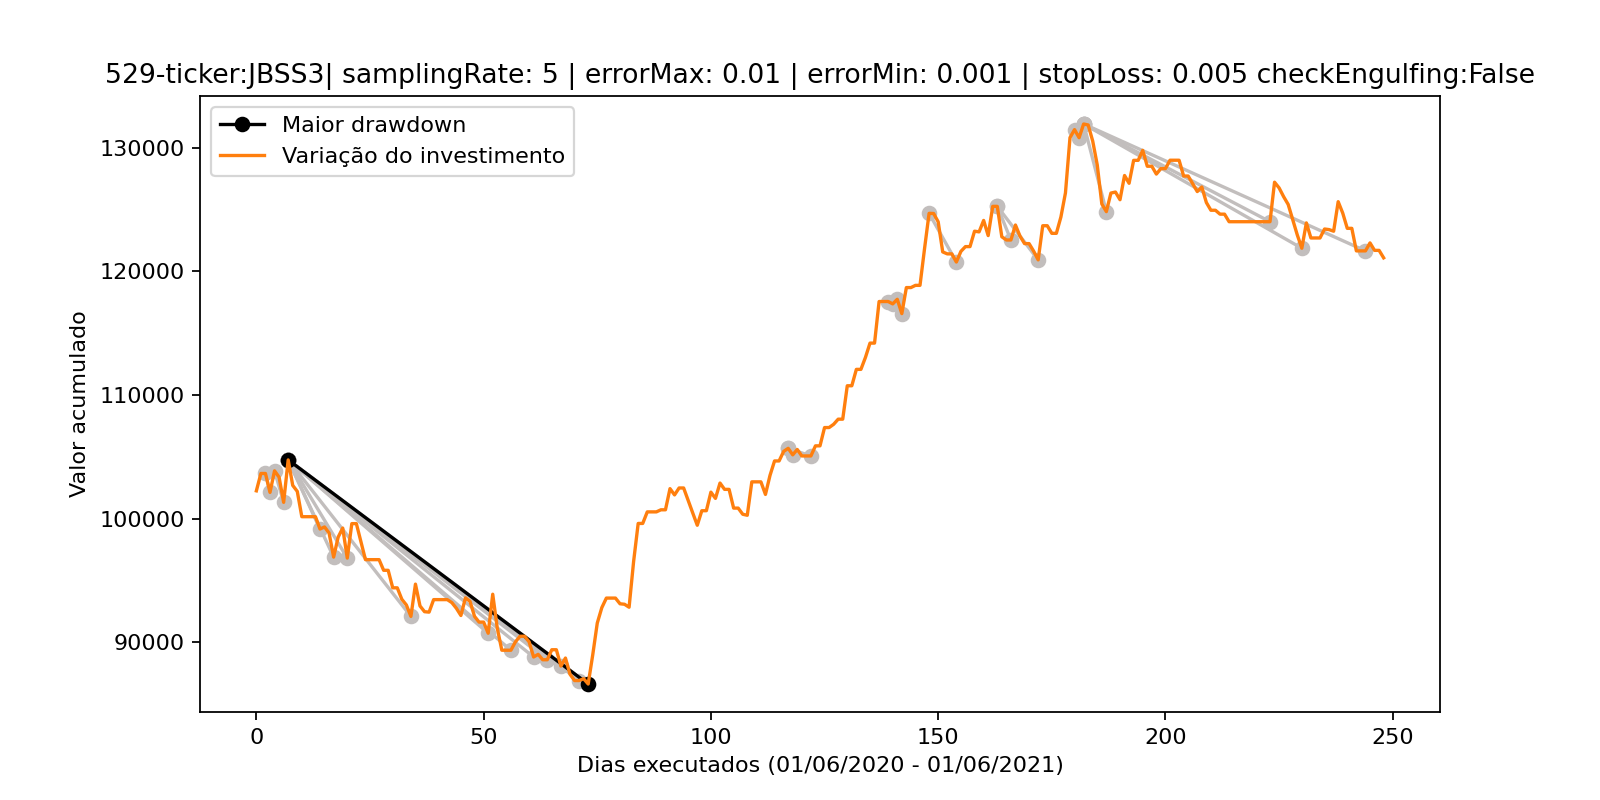 529-ticker:JBSS3| samplingRate: 5 | errorMax: 0.01 | errorMin: 0.001 | stopLoss: 0.005 checkEngulfing:False
Maior drawdown
Variação do investimento
Valor acumulado
130000
120000
110000
100000
90000
0 50 100 150 200 250
Dias executados (01/06/2020 - 01/06/2021)